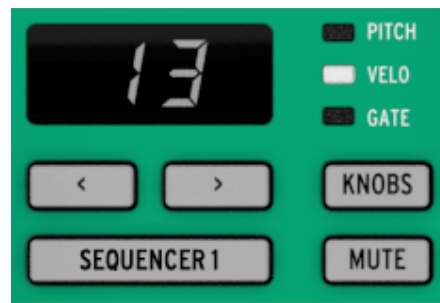 13
PITCH
VELO
GATE
< > KNOBS
SEQUENCER 1 MUTE